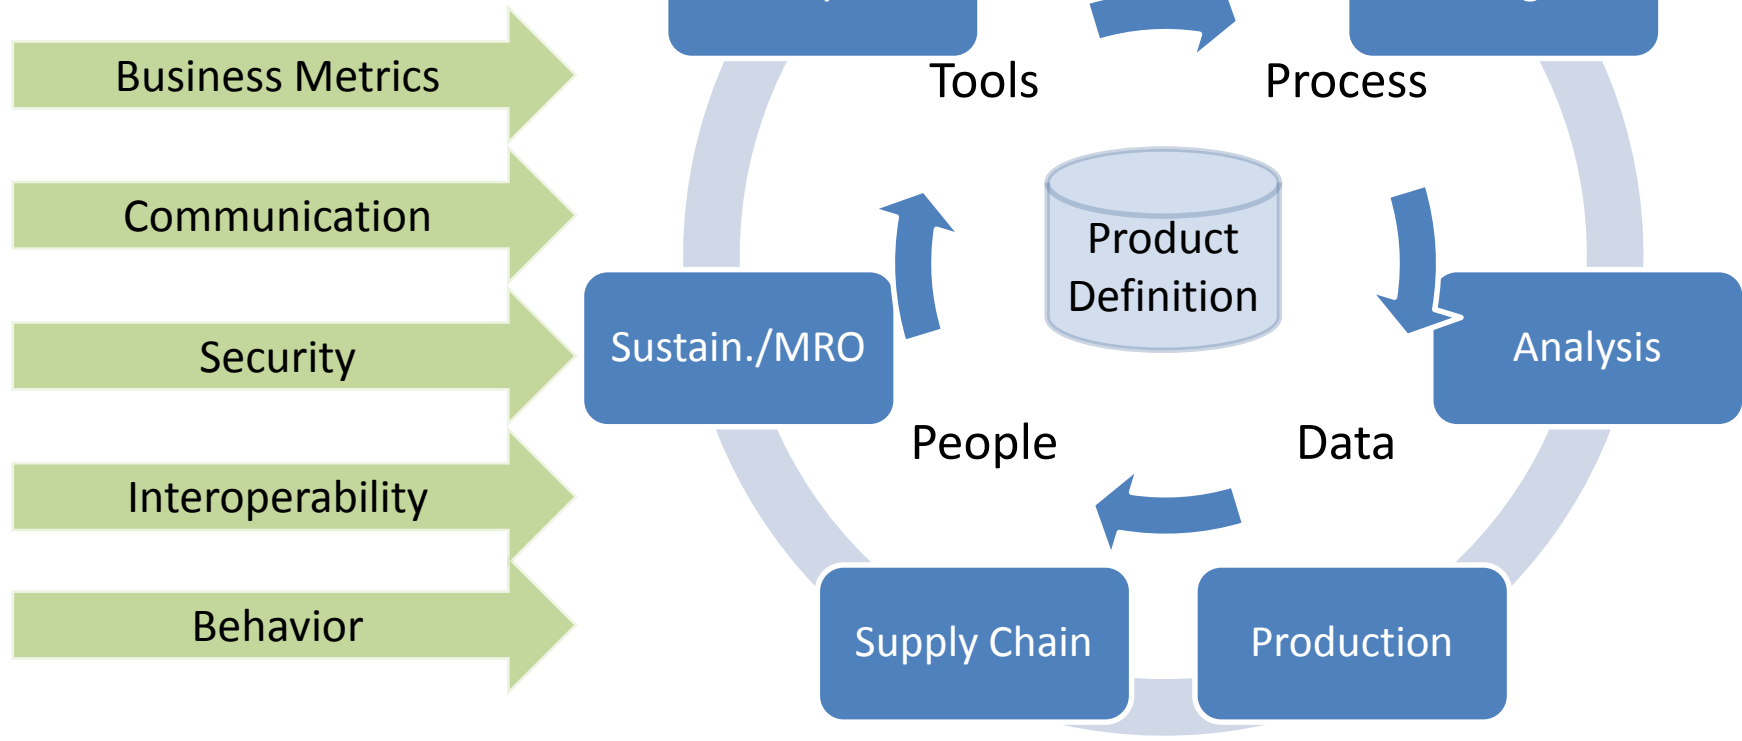 Business Metrics
Communication
Security
Interoperability
Behavior
Tools
Process
Product
Definition
Sustain./MRO
Analysis
People
Data
Supply Chain
Production